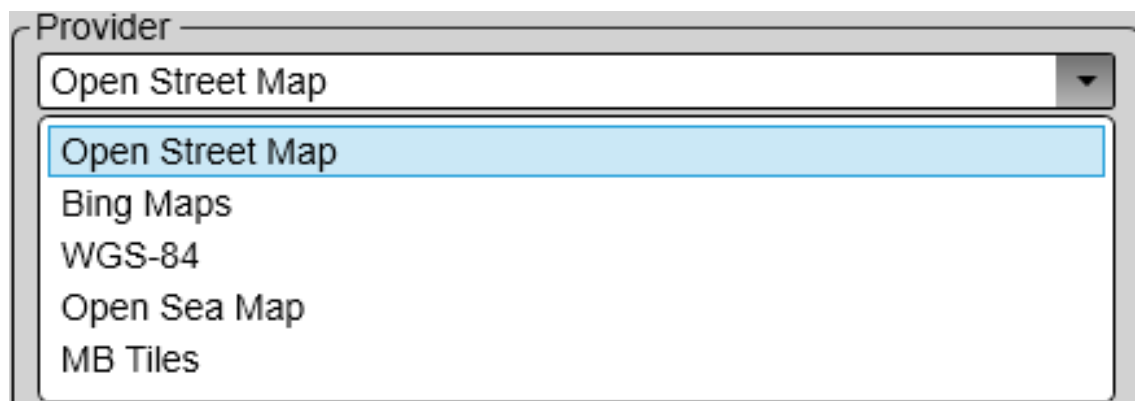 Provider
Open Street Map
Open Street Map
Bing Maps
WGS-84
Open Sea Map
MB Tiles